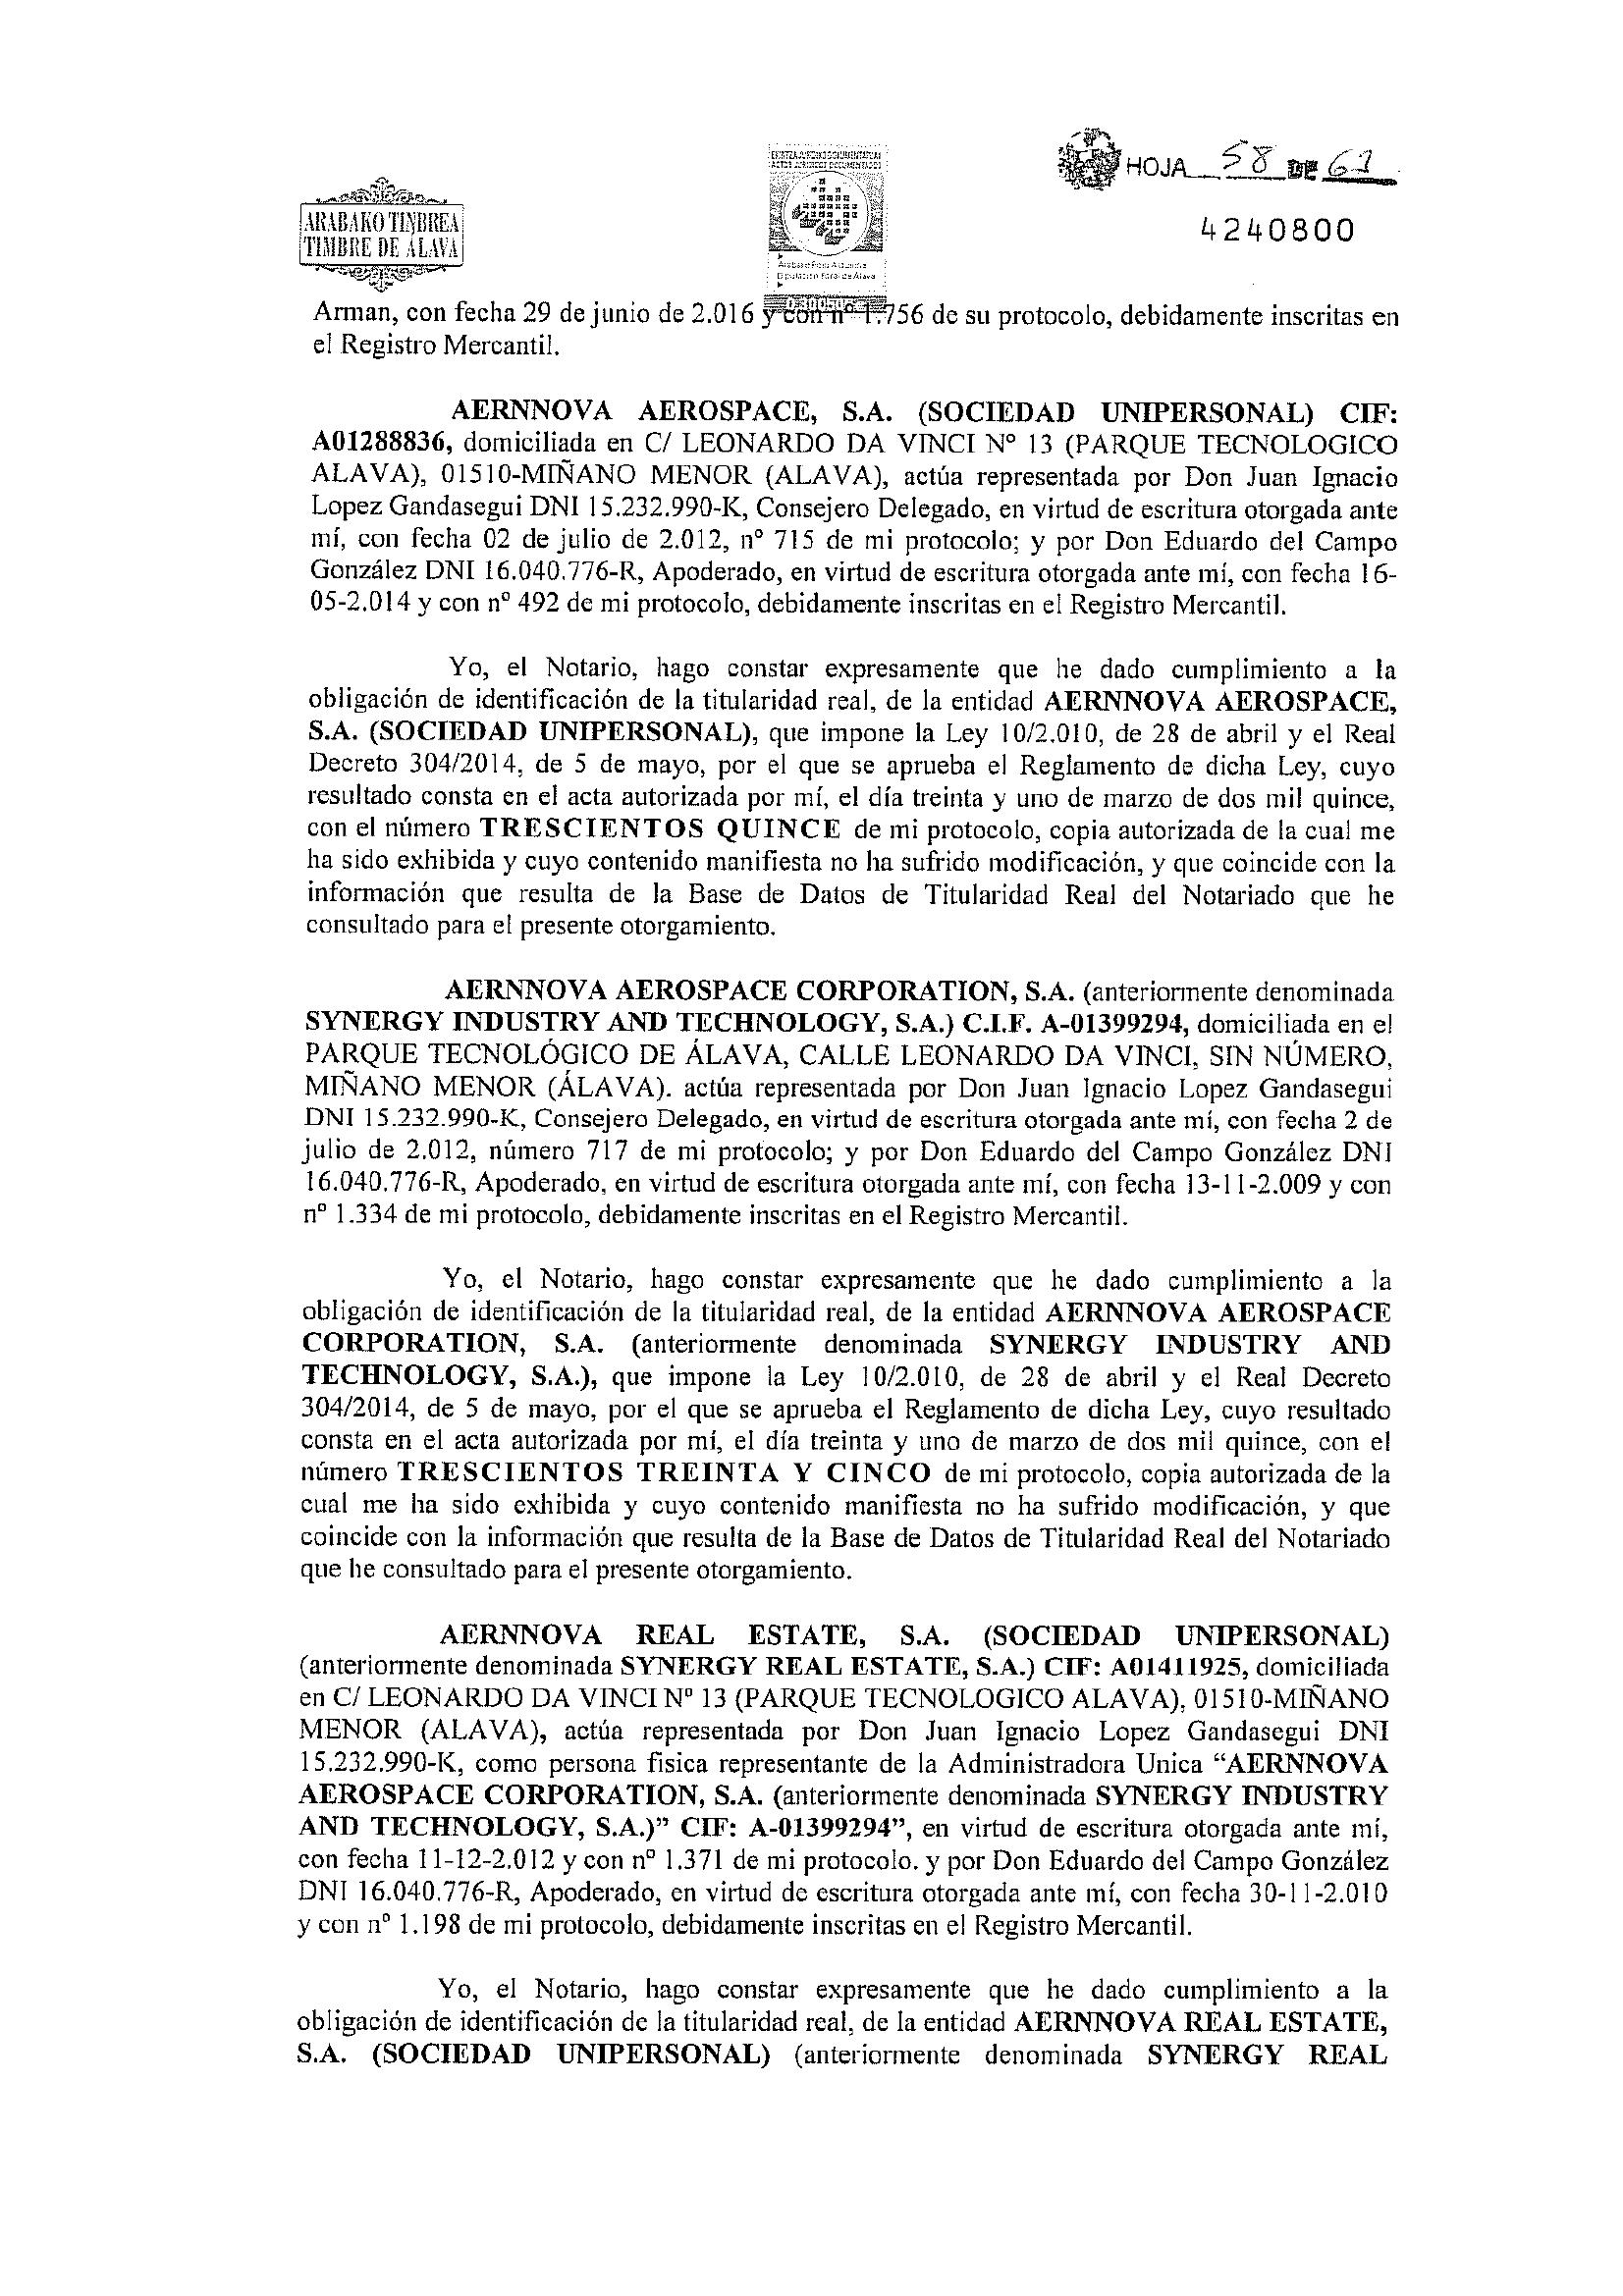 HOJA 58 DE 61
ARABAKO TINBREA
TIMBRE DE ALAVA
4240800
Arman, con fecha 29 de junio de 2.016 y con nº 1.756 de su protocolo, debidamente inscritas en
el Registro Mercantil.
AERNNOVA AEROSPACE, S.A. (SOCIEDAD UNIPERSONAL) CIF:
A01288836, domiciliada en C/ LEONARDO DA VINCI Nº 13 (PARQUE TECNOLOGICO
ALAVA), 01510-MIÑANO MENOR (ALAVA), actúa representada por Don Juan Ignacio
Lopez Gandasegui DNI 15.232.990-K, Consejero Delegado, en virtud de escritura otorgada ante
mí, con fecha 02 de julio de 2.012, nº 715 de mi protocolo; y por Don Eduardo del Campo
González DNI 16.040.776-R, Apoderado, en virtud de escritura otorgada ante mí, con fecha 16-
05-2.014 y con nº 492 de mi protocolo, debidamente inscritas en el Registro Mercantil.
Yo, el Notario, hago constar expresamente que he dado cumplimiento a la
obligación de identificación de la titularidad real, de la entidad AERNNOVA AEROSPACE,
S.A. (SOCIEDAD UNIPERSONAL), que impone la Ley 10/2.010, de 28 de abril y el Real
Decreto 304/2014, de 5 de mayo, por el que se aprueba el Reglamento de dicha Ley, cuyo
resultado consta en el acta autorizada por mí, el día treinta y uno de marzo de dos mil quince,
con el número TRESCIENTOS QUINCE de mi protocolo, copia autorizada de la cual me
ha sido exhibida y cuyo contenido manifiesta no ha sufrido modificación, y que coincide con la
información que resulta de la Base de Datos de Titularidad Real del Notariado que he
consultado para el presente otorgamiento.
AERNNOVA AEROSPACE CORPORATION, S.A. (anteriormente denominada
SYNERGY INDUSTRY AND TECHNOLOGY, S.A.) C.I.F. A-01399294, domiciliada en el
PARQUE TECNOLÓGICO DE ÁLAVA, CALLE LEONARDO DA VINCI, SIN NÚMERO,
MIÑANO MENOR (ÁLAVA). actúa representada por Don Juan Ignacio Lopez Gandasegui
DNI 15.232.990-K, Consejero Delegado, en virtud de escritura otorgada ante mí, con fecha 2 de
julio de 2.012, número 717 de mi protocolo; y por Don Eduardo del Campo González DNI
16.040.776-R, Apoderado, en virtud de escritura otorgada ante mí, con fecha 13-11-2.009 y con
nº 1.334 de mi protocolo, debidamente inscritas en el Registro Mercantil.
Yo, el Notario, hago constar expresamente que he dado cumplimiento a la
obligación de identificación de la titularidad real, de la entidad AERNNOVA AEROSPACE
CORPORATION, S.A. (anteriormente denominada SYNERGY INDUSTRY AND
TECHNOLOGY, S.A.), que impone la Ley 10/2.010, de 28 de abril y el Real Decreto
304/2014, de 5 de mayo, por el que se aprueba el Reglamento de dicha Ley, cuyo resultado
consta en el acta autorizada por mí, el día treinta y uno de marzo de dos mil quince, con el
número TRESCIENTOS TREINTA Y CINCO de mi protocolo, copia autorizada de la
cual me ha sido exhibida y cuyo contenido manifiesta no ha sufrido modificación, y que
coincide con la información que resulta de la Base de Datos de Titularidad Real del Notariado
que he consultado para el presente otorgamiento.
AERNNOVA REAL ESTATE, S.A. (SOCIEDAD UNIPERSONAL)
(anteriormente denominada SYNERGY REAL ESTATE, S.A.) CIF: A01411925, domiciliada
en C/ LEONARDO DA VINCI Nº 13 (PARQUE TECNOLOGICO ALAVA), 01510-MIÑANO
MENOR (ALAVA), actúa representada por Don Juan Ignacio Lopez Gandasegui DNI
15.232.990-K, como persona fisica representante de la Administradora Unica “AERNNOVA
AEROSPACE CORPORATION, S.A. (anteriormente denominada SYNERGY INDUSTRY
AND TECHNOLOGY, S.A.)” CIF: A-01399294”, en virtud de escritura otorgada ante mí,
con fecha 11-12-2.012 y con nº 1.371 de mi protocolo. y por Don Eduardo del Campo González
DNI 16.040.776-R, Apoderado, en virtud de escritura otorgada ante mí, con fecha 30-11-2.010
y con nº 1.198 de mi protocolo, debidamente inscritas en el Registro Mercantil.
Yo, el Notario, hago constar expresamente que he dado cumplimiento a la
obligación de identificación de la titularidad real, de la entidad AERNNOVA REAL ESTATE,
S.A. (SOCIEDAD UNIPERSONAL) (anteriormente denominada SYNERGY REAL